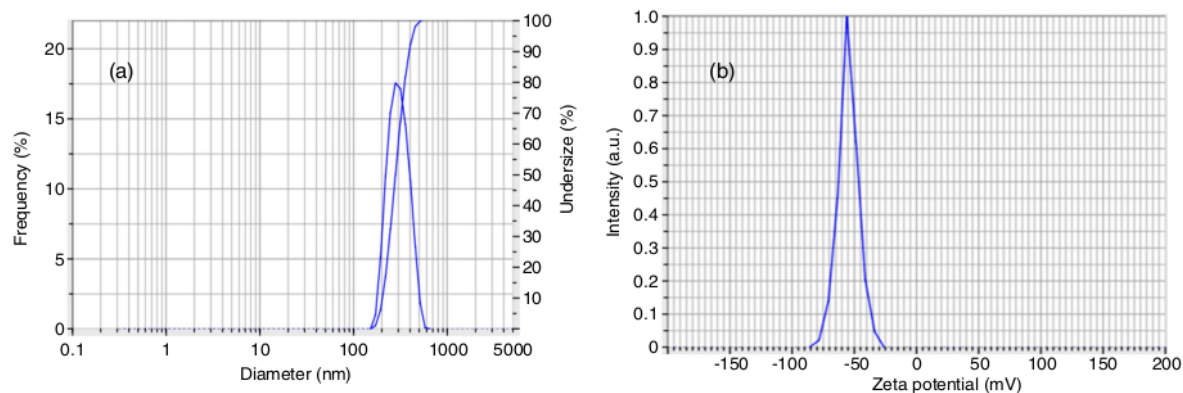 (a)
Frequency (%)
20
15
10
5
0
0.1 1 10 100 1000 5000
Diameter (nm)
100
90
80
70
60
50
40
30
20
10
Undersize (%)
(b)
Intensity (a.u.)
1.0
0.9
0.8
0.7
0.6
0.5
0.4
0.3
0.2
0.1
0
-150 -100 -50 0 50 100 150 200
Zeta potential (mV)